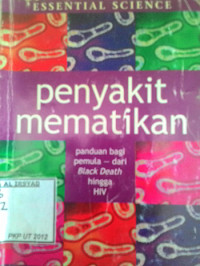 ESSENTIAL SCIENCE
penyakit
mematikan
panduan bagi
pemula – dari
Black Death
hingga
HIV
PKP UT 2012